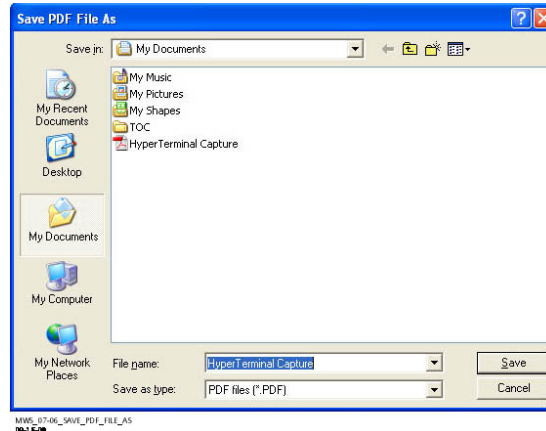 Save PDF File As
Save in: My Documents
My Recent Documents
Desktop
My Documents
My Computer
My Network Places
My Music
My Pictures
My Shapes
TOC
HyperTerminal Capture
File name: HyperTerminal Capture
Save as type: PDF files (*.PDF)
Save
Cancel
MWS_07-06_SAVE_PDF_FILE_AS